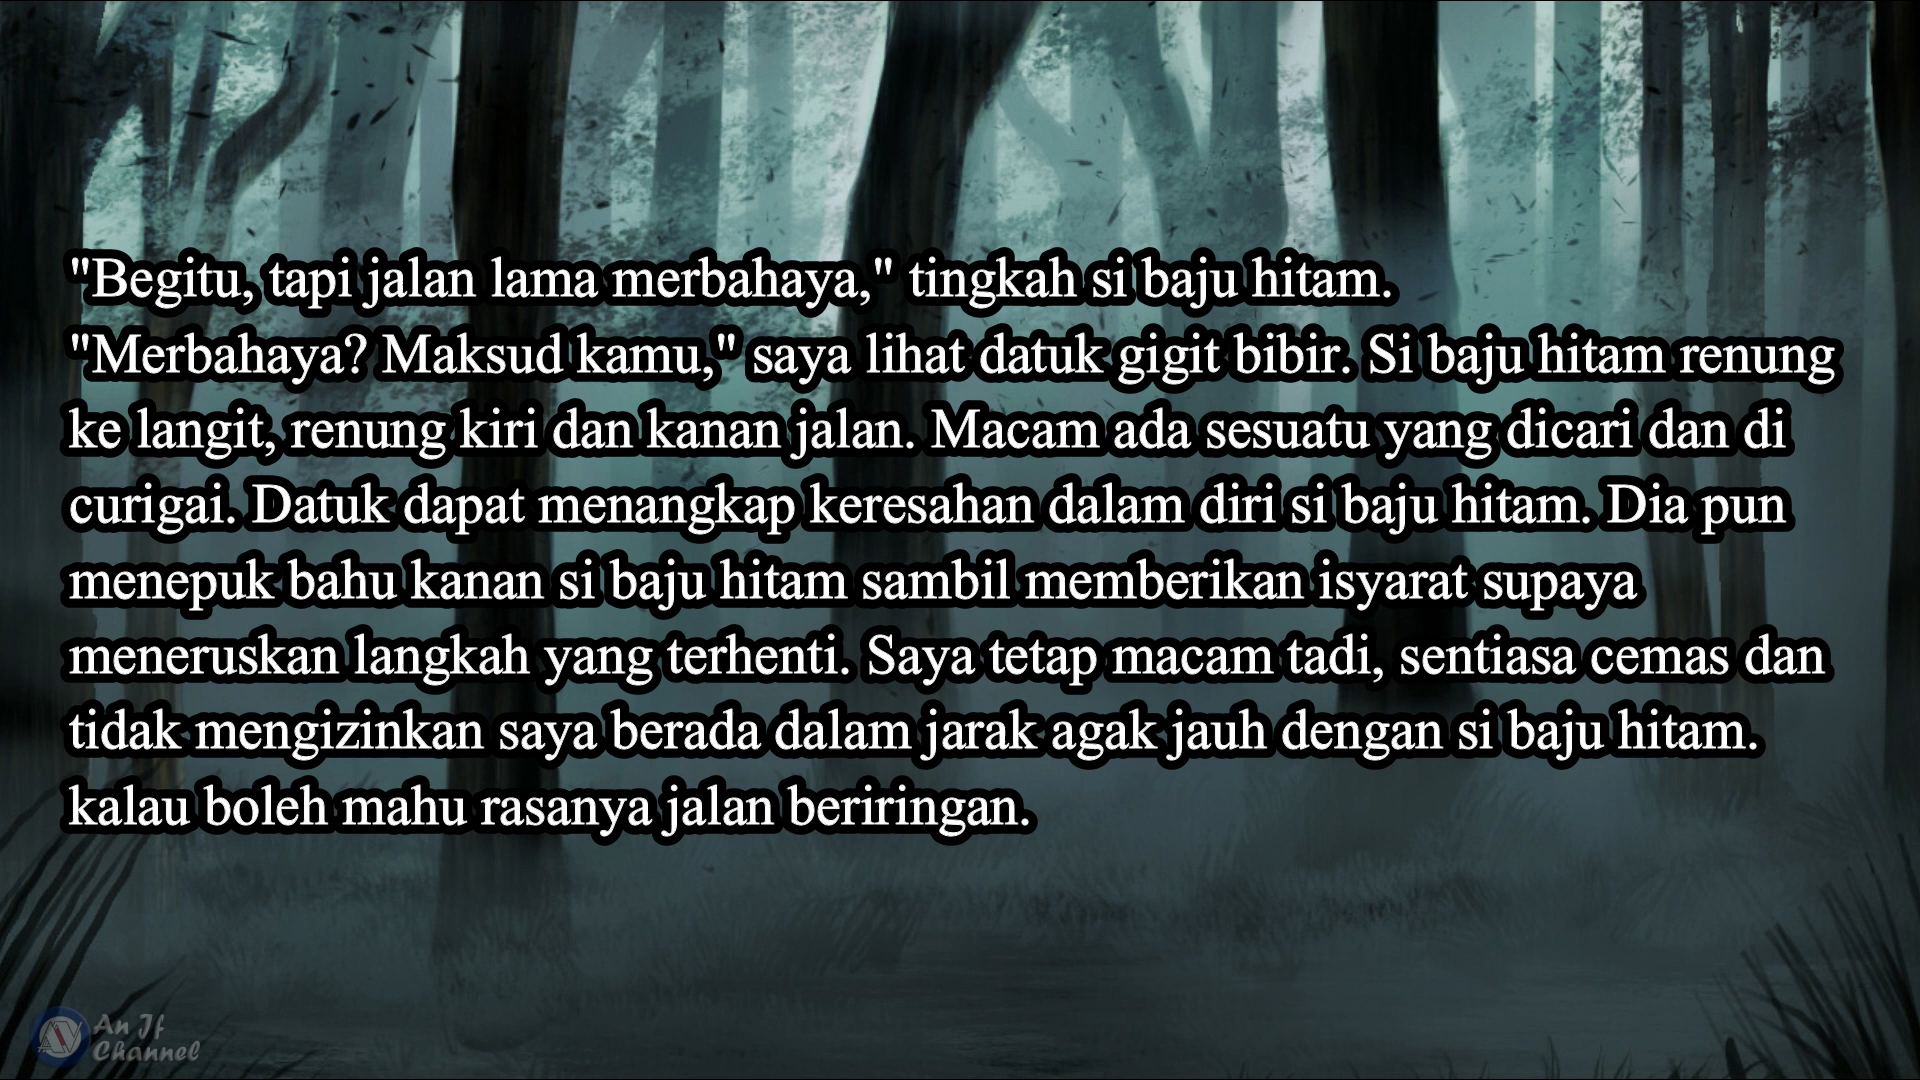 "Begitu, tapi jalan lama merbahaya," tingkah si baju hitam.
"Merbahaya? Maksud kamu," saya lihat datuk gigit bibir. Si baju hitam renung
ke langit, renung kiri dan kanan jalan. Macam ada sesuatu yang dicari dan di
curigai. Datuk dapat menangkap keresahan dalam diri si baju hitam. Dia pun
menepuk bahu kanan si baju hitam sambil memberikan isyarat supaya
meneruskan langkah yang terhenti. Saya tetap macam tadi, sentiasa cemas dan
tidak mengizinkan saya berada dalam jarak agak jauh dengan si baju hitam.
kalau boleh mahu rasanya jalan beriringan.
An Jf
Channel